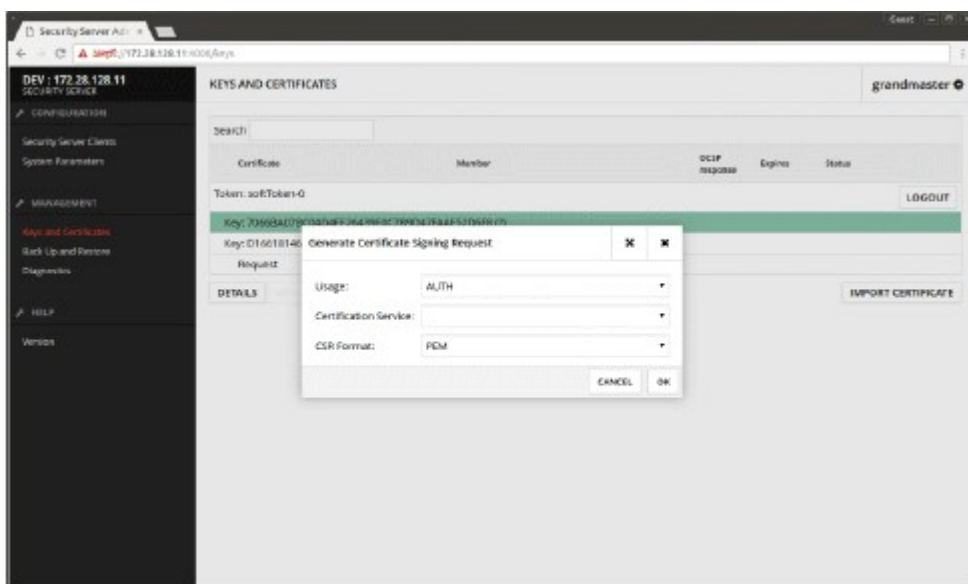 Security Server Ad
Guest
https://172.28.128.11:4000/keys
DEV : 172.28.128.11
SECURITY SERVER
KEYS AND CERTIFICATES
grandmaster
CONFIGURATION
Security Server Clients
System Parameters
Search
Certificate
Member
OCSP response
Expires
Status
MANAGEMENT
Token: softToken-0
LOGOUT
Keys and Certificates
Back Up and Restore
Diagnostics
Key:
Key: D1661814
Request
Generate Certificate Signing Request
Usage:
AUTH
Certification Service:
CSR Format:
PEM
CANCEL
OK
DETAILS
IMPORT CERTIFICATE
HELP
Version